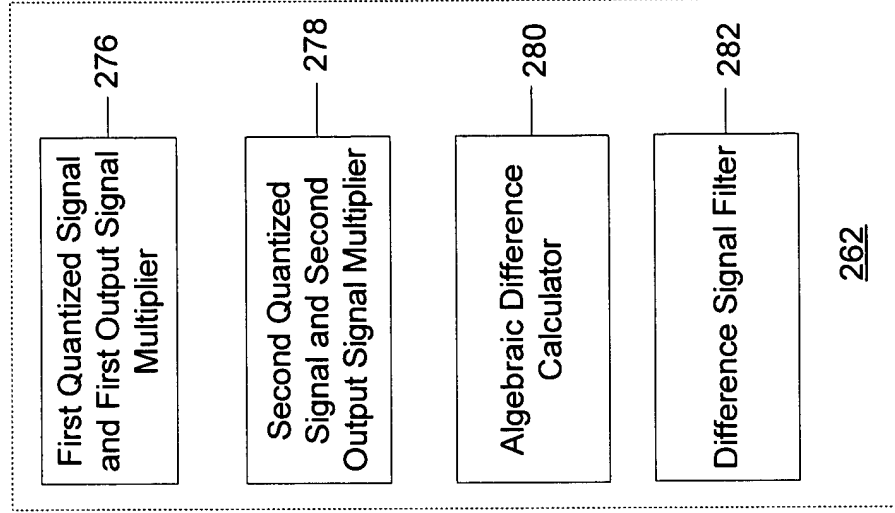 First Quantized Signal
and First Output Signal
Multiplier
276
Second Quantized
Signal and Second
Output Signal Multiplier
278
Algebraic Difference
Calculator
280
Difference Signal Filter
282
262